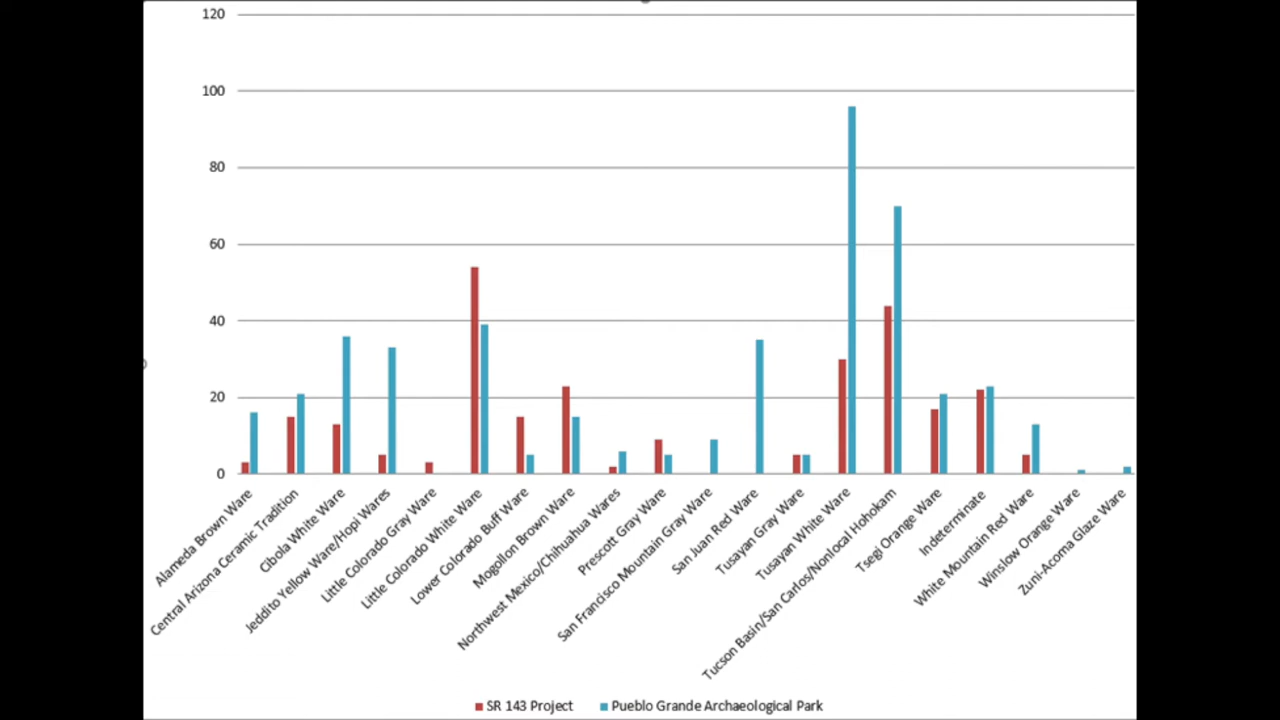 120
100
80
60
40
20
0
Alameda Brown Ware
Central Arizona Ceramic Tradition
Cibola White Ware
Jeddito Yellow Ware/Hopi Wares
Little Colorado Gray Ware
Little Colorado White Ware
Lower Colorado Buff Ware
Mogollon Brown Ware
Northwest Mexico/Chihuahua Wares
Prescott Gray Ware
San Francisco Mountain Gray Ware
San Juan Red Ware
Tusayan Gray Ware
Tusayan White Ware
Tucson Basin/San Carlos/Nonlocal Hohokam
Tsegi Orange Ware
Indeterminate
White Mountain Red Ware
Winslow Orange Ware
Zuni-Acoma Glaze Ware
SR 143 Project
Pueblo Grande Archaeological Park